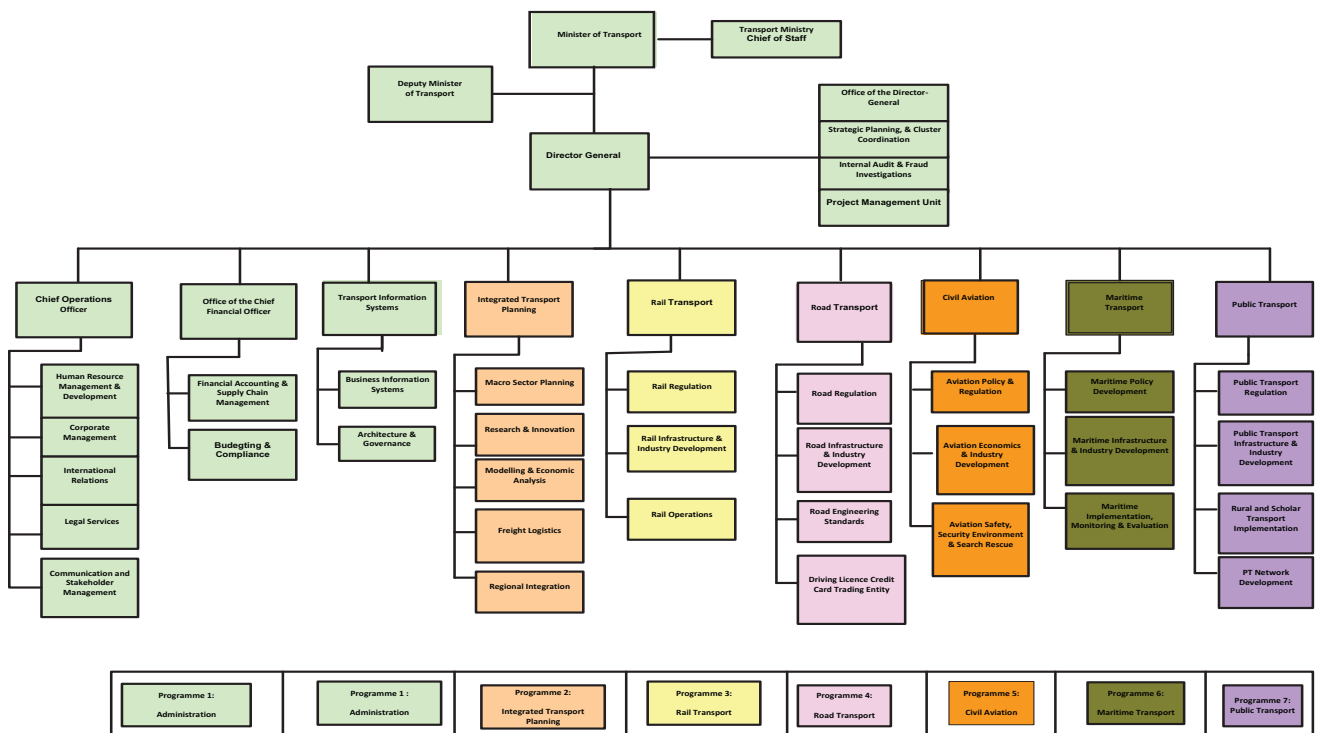 Minister of Transport
Transport Ministry
Chief of Staff
Deputy Minister
of Transport
Office of the Director-
General
Strategic Planning, & Cluster
Coordination
Director General
Internal Audit & Fraud
Investigations
Project Management Unit
Chief Operations
Officer
Office of the Chief
Financial Officer
Transport Information
Systems
Integrated Transport
Planning
Rail Transport
Road Transport
Civil Aviation
Maritime
Transport
Public Transport
Human Resource
Management &
Development
Corporate
Management
International
Relations
Legal Services
Communication and
Stakeholder
Management
Financial Accounting &
Supply Chain
Management
Budegting &
Compliance
Business Information
Systems
Architecture &
Governance
Macro Sector Planning
Research & Innovation
Modelling & Economic
Analysis
Freight Logistics
Regional Integration
Rail Regulation
Rail Infrastructure &
Industry Development
Rail Operations
Road Regulation
Road Infrastructure
& Industry
Development
Road Engineering
Standards
Driving Licence Credit
Card Trading Entity
Aviation Policy &
Regulation
Aviation Economics
& Industry
Development
Aviation Safety,
Security Environment
& Search Rescue
Maritime Policy
Development
Maritime Infrastructure
& Industry Development
Maritime
Implementation,
Monitoring & Evaluation
Public Transport
Regulation
Public Transport
Infrastructure &
Industry
Development
Rural and Scholar
Transport
Implementation
PT Network
Development
Programme 1:
Administration
Programme 1 :
Administration
Programme 2:
Integrated Transport
Planning
Programme 3:
Rail Transport
Programme 4:
Road Transport
Programme 5:
Civil Aviation
Programme 6:
Maritime Transport
Programme 7:
Public Transport